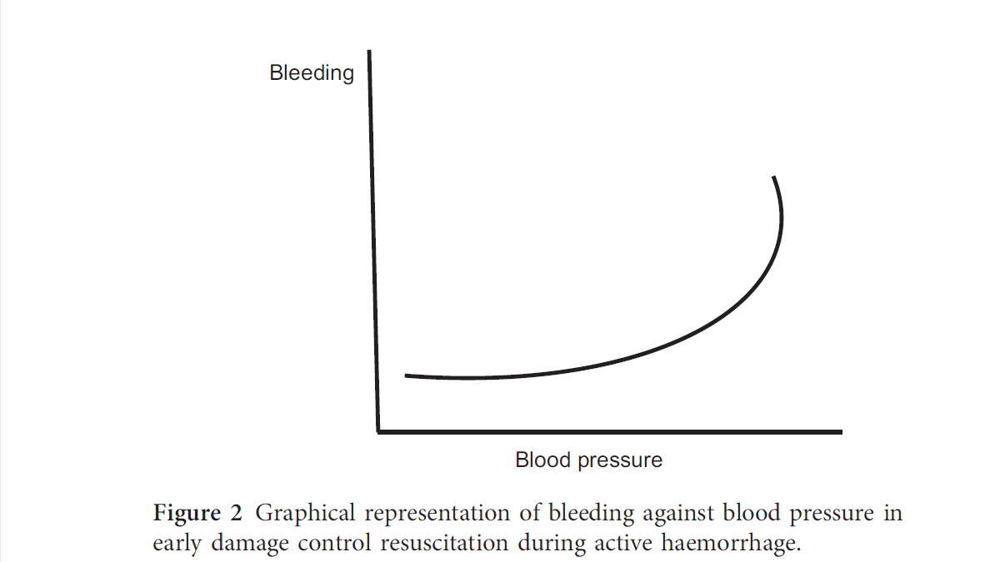 Bleeding
Blood pressure
Figure 2 Graphical representation of bleeding against blood pressure in
early damage control resuscitation during active haemorrhage.